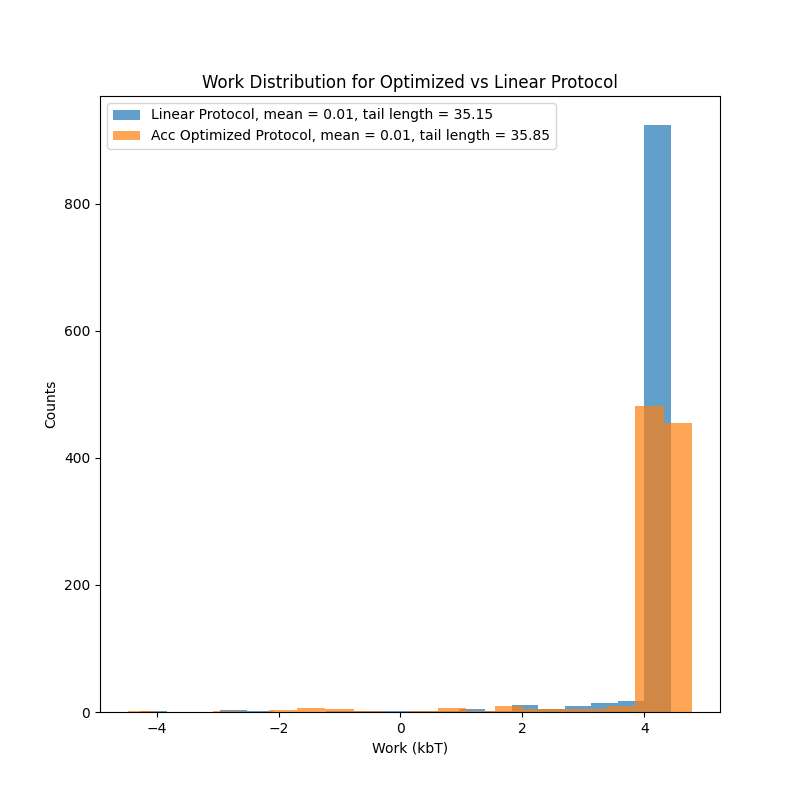 Work Distribution for Optimized vs Linear Protocol
Linear Protocol, mean = 0.01, tail length = 35.15
Acc Optimized Protocol, mean = 0.01, tail length = 35.85
800
600
400
200
0
Counts
−4
−2
0
2
4
Work (kbT)